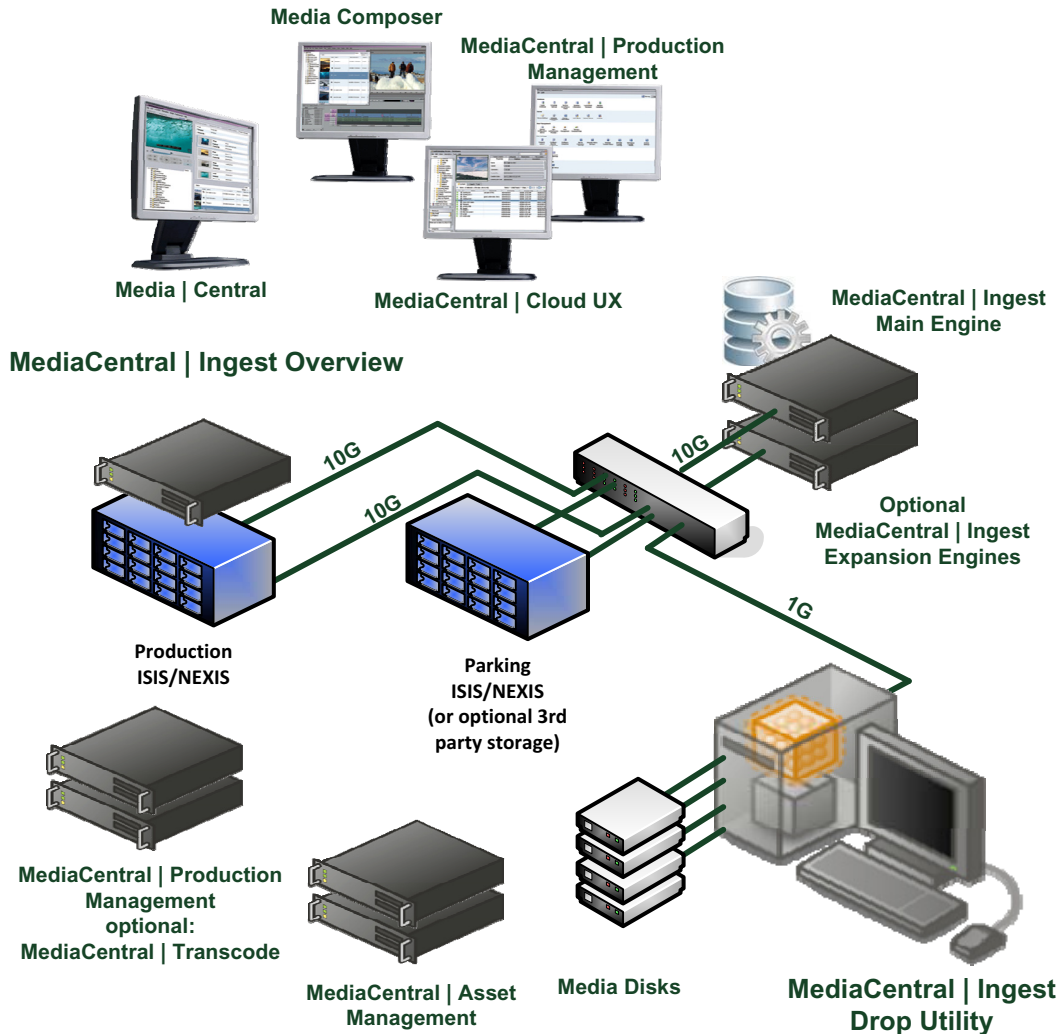 Media Composer
MediaCentral | Production
Management
Media | Central
MediaCentral | Cloud UX
MediaCentral | Ingest
Main Engine
MediaCentral | Ingest Overview
10G
10G
10G
Optional
MediaCentral | Ingest
Expansion Engines
1G
Production
ISIS/NEXIS
Parking
ISIS/NEXIS
(or optional 3rd
party storage)
MediaCentral | Production
Management
optional:
MediaCentral | Transcode
MediaCentral | Asset
Management
Media Disks
MediaCentral | Ingest
Drop Utility